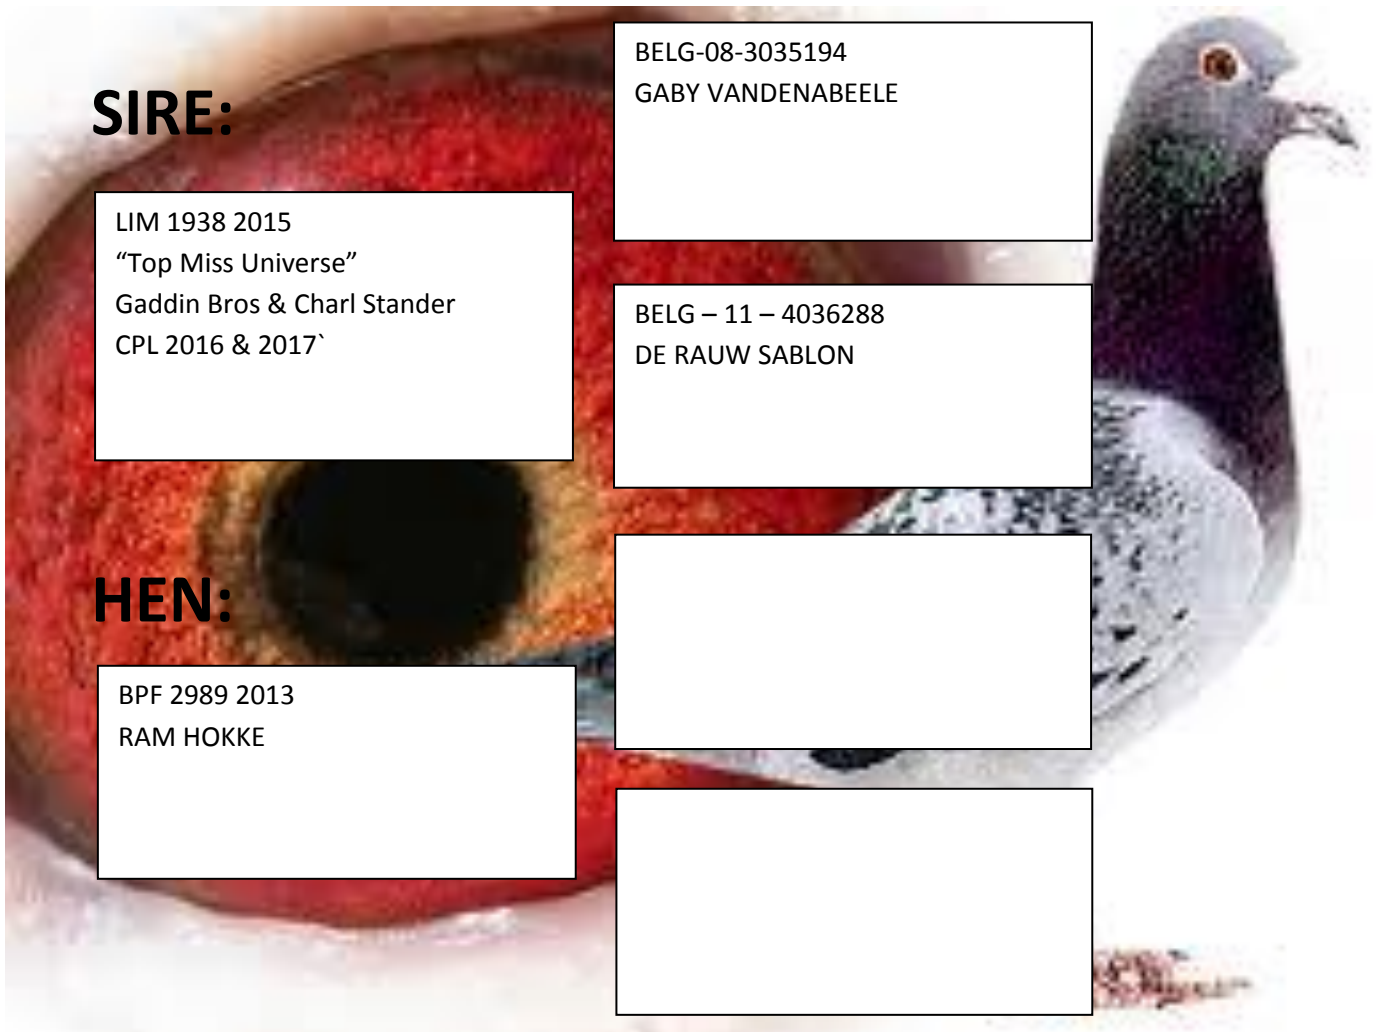 SIRE:
LIM 1938 2015
“Top Miss Universe”
Gaddin Bros & Charl Stander
CPL 2016 & 2017`
BELG-08-3035194
GABY VANDENABEELE
BELG – 11 – 4036288
DE RAUW SABLON
HEN:
BPF 2989 2013
RAM HOKKE